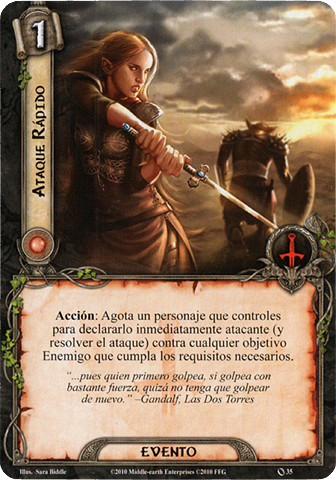 1
ATAQUE RÁPIDO
Acción: Agota un personaje que controles
para declararlo inmediatamente atacante (y
resolver el ataque) contra cualquier objetivo
Enemigo que cumpla los requisitos necesarios.
“...pues quien primero golpea, si golpea con
bastante fuerza, quizá no tenga que golpear
de nuevo.” –Gandalf, Las Dos Torres
EVENTO
Illus. Sara Biddle
©2010 Middle-earth Enterprises ©2010 FFG
35